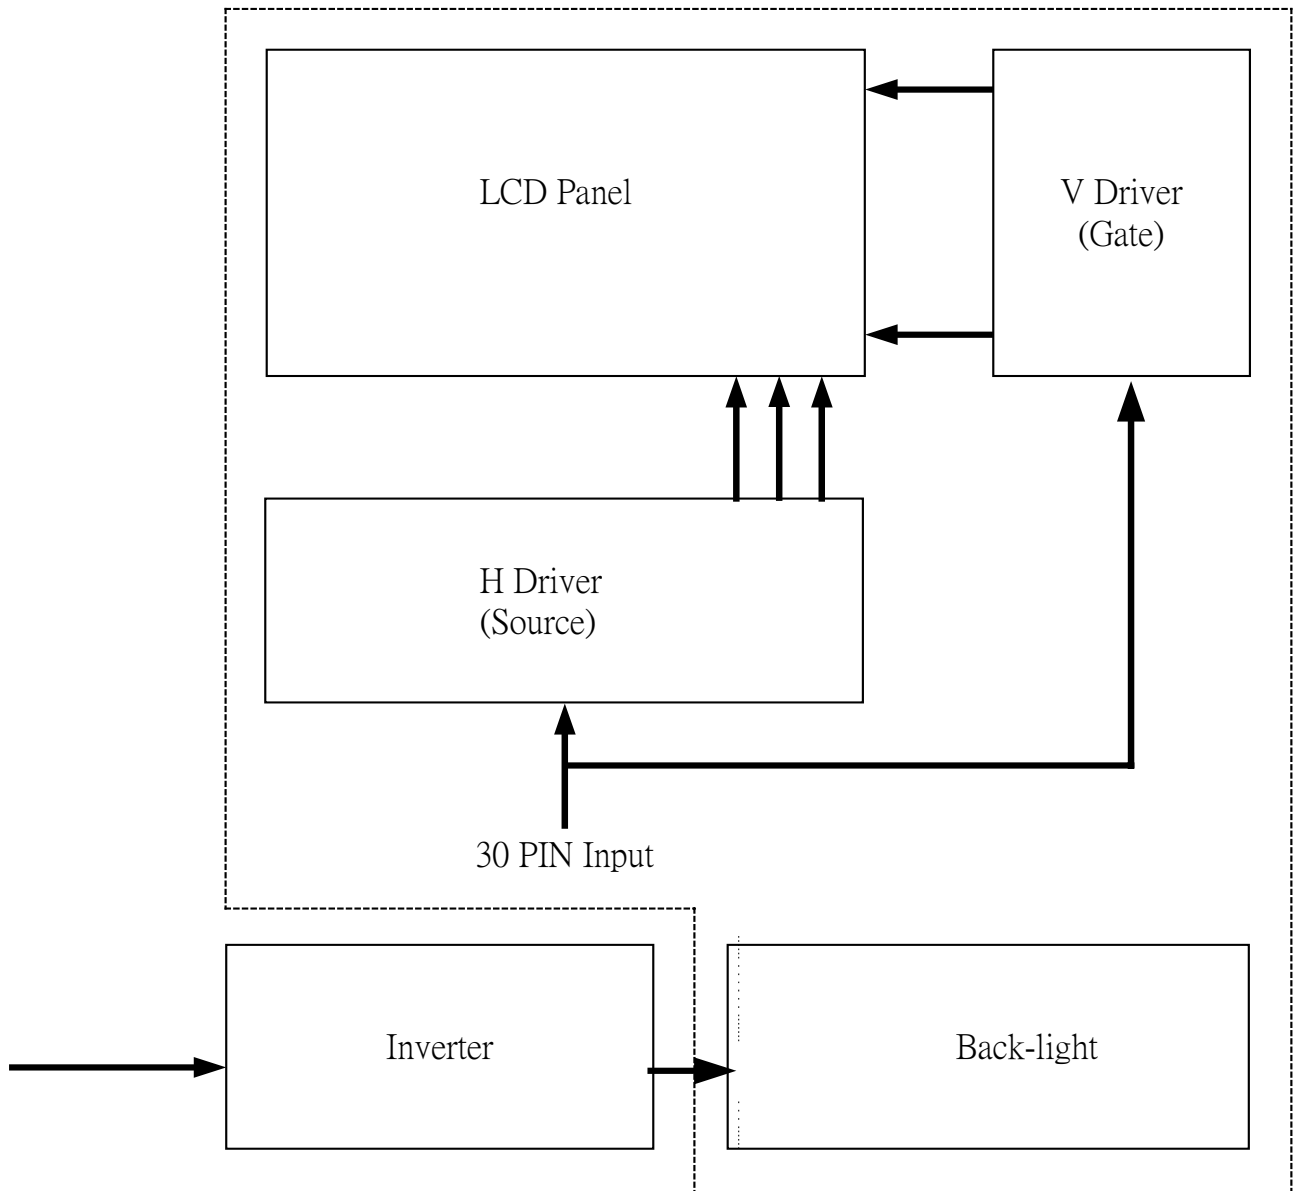 LCD Panel
V Driver
(Gate)
H Driver
(Source)
30 PIN Input
Inverter
Back-light